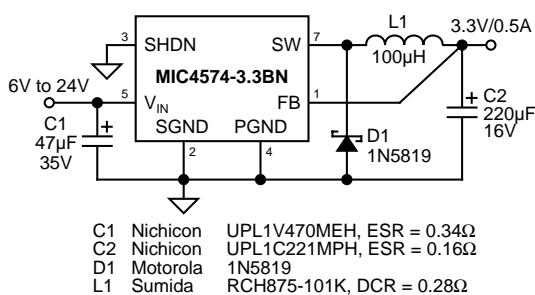 3
SHDN
SW
7
L1
100µH
3.3V/0.5A
MIC4574-3.3BN
6V to 24V
5
VIN
FB
1
C1
47µF
35V
SGND
PGND
2
4
D1
1N5819
C2
220µF
16V
C1 Nichicon UPL1V470MEH, ESR = 0.34Ω
C2 Nichicon UPL1C221MPH, ESR = 0.16Ω
D1 Motorola 1N5819
L1 Sumida RCH875-101K, DCR = 0.28Ω